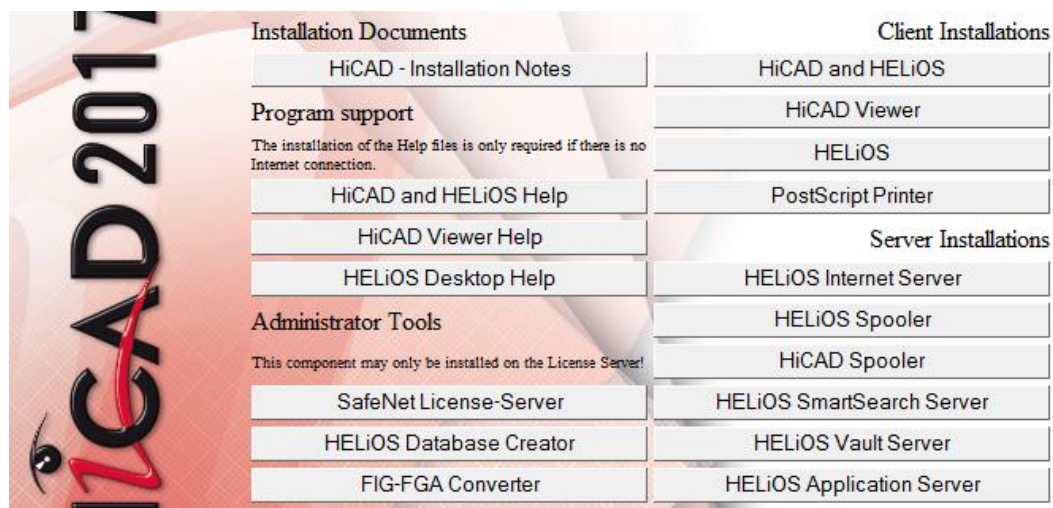 HiCAD 2017
Installation Documents
HiCAD - Installation Notes
Program support
The installation of the Help files is only required if there is no
Internet connection.
HiCAD and HELiOS Help
HiCAD Viewer Help
HELiOS Desktop Help
Administrator Tools
This component may only be installed on the License Server!
SafeNet License-Server
HELiOS Database Creator
FIG-FGA Converter
Client Installations
HiCAD and HELiOS
HiCAD Viewer
HELiOS
PostScript Printer
Server Installations
HELiOS Internet Server
HELiOS Spooler
HiCAD Spooler
HELiOS SmartSearch Server
HELiOS Vault Server
HELiOS Application Server